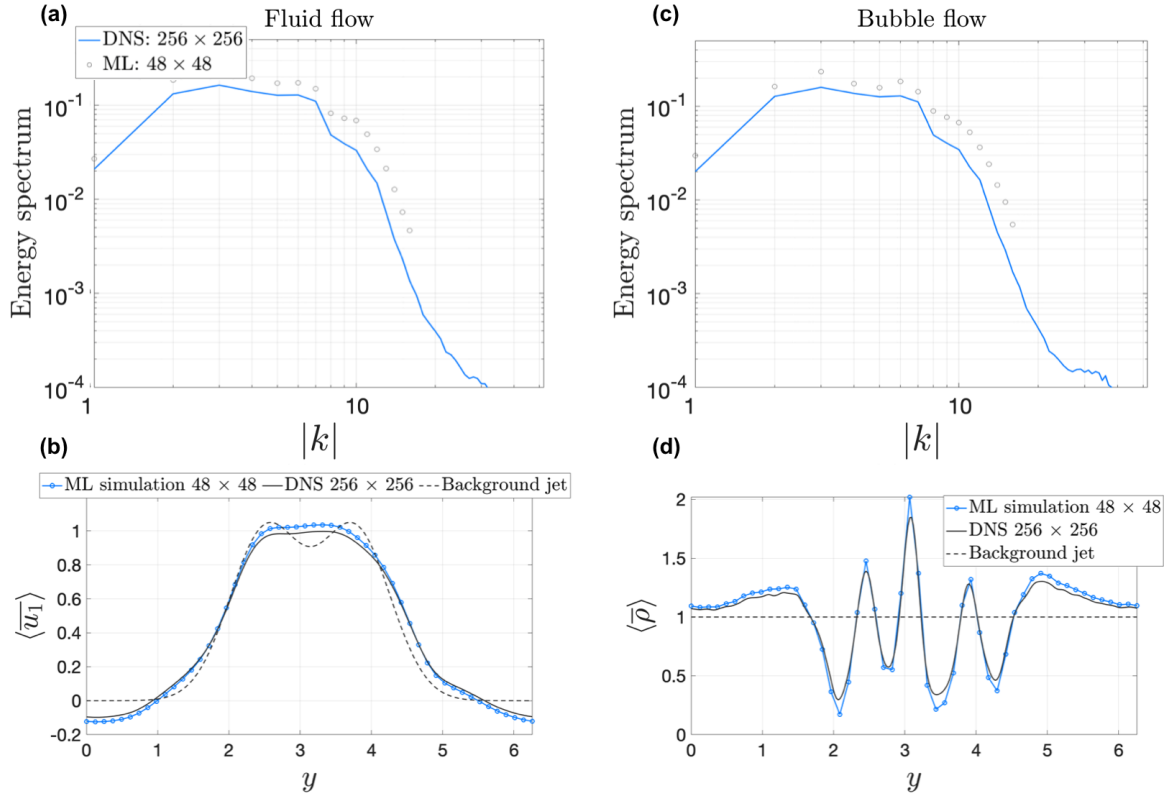 (a)
Fluid flow
DNS: 256 × 256
ML: 48 × 48
Energy spectrum
10^-1
10^-2
10^-3
10^-4
1
10
|k|
(c)
Bubble flow
Energy spectrum
10^-1
10^-2
10^-3
10^-4
1
10
|k|
(b)
ML simulation 48 × 48
DNS 256 × 256
Background jet
⟨u̅₁⟩
1
0.8
0.6
0.4
0.2
0
-0.2
0
1
2
3
4
5
6
y
(d)
ML simulation 48 × 48
DNS 256 × 256
Background jet
⟨ρ̅⟩
2
1.5
1
0.5
0
0
1
2
3
4
5
6
y